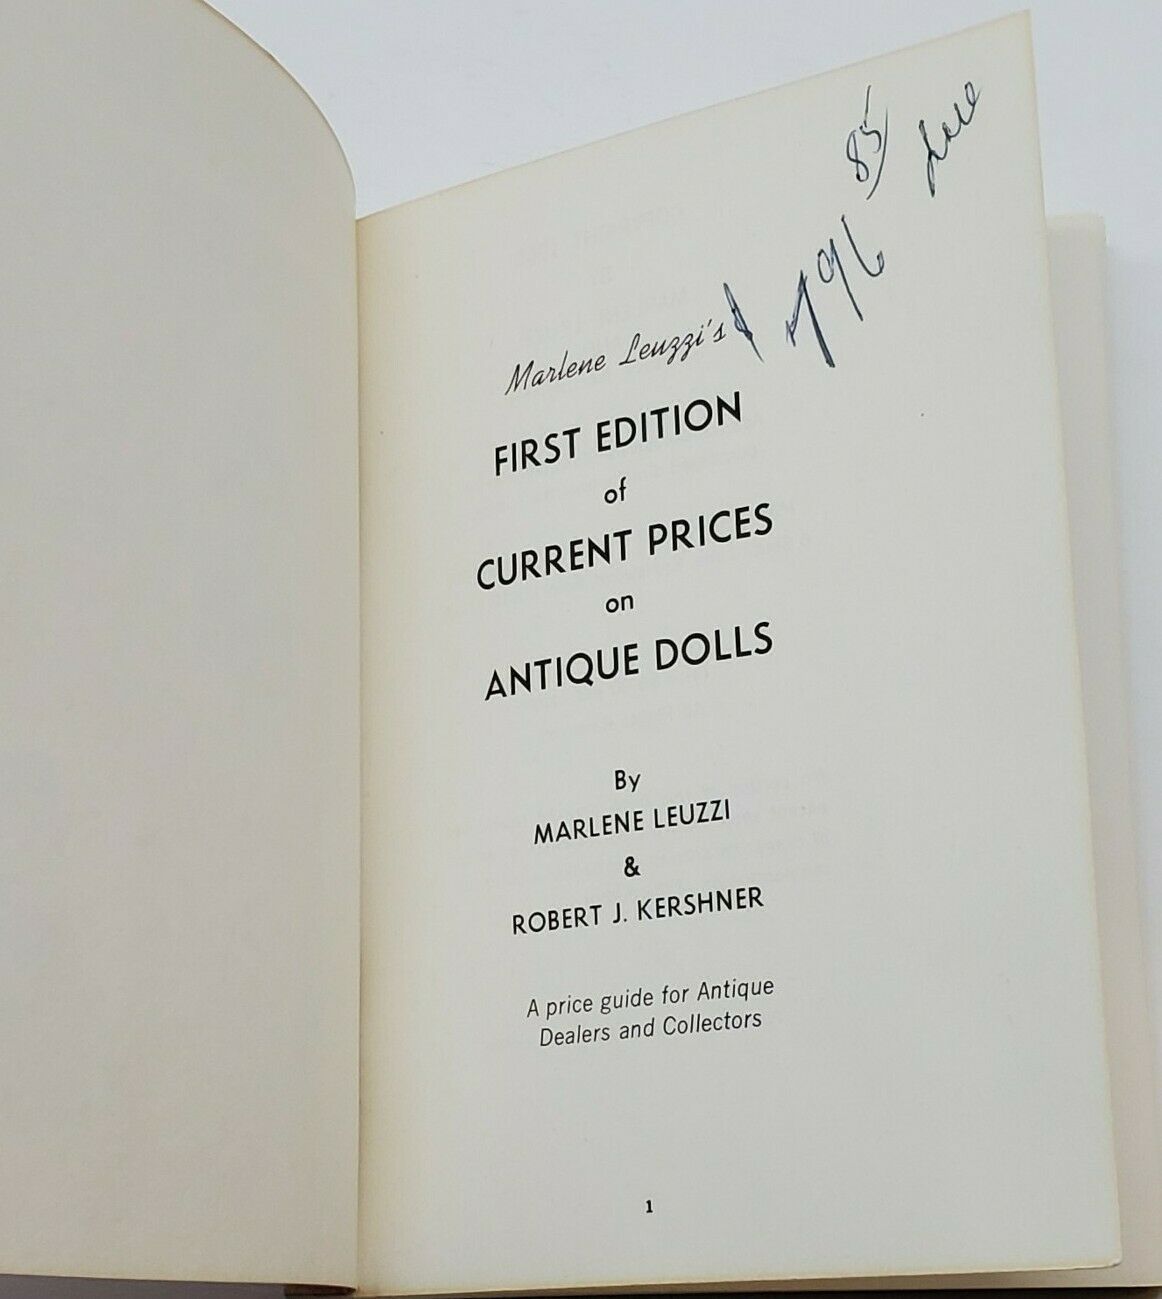 85
Marlene Leuzzi's
FIRST EDITION
of
CURRENT PRICES
on
ANTIQUE DOLLS
By
MARLENE LEUZZI
&
ROBERT J. KERSHNER
A price guide for Antique
Dealers and Collectors
1